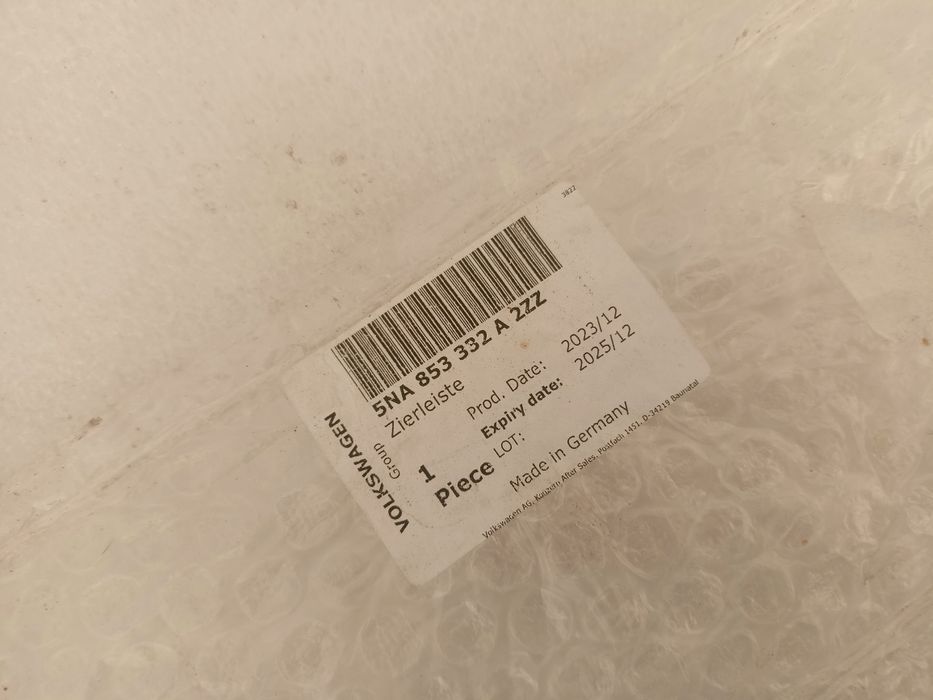 3822
5NA 853 332 A 2ZZ
Zierleiste
Prod. Date: 2023/12
Expiry date: 2025/12
LOT:
1
Piece
Made in Germany
VOLKSWAGEN
Group
Volkswagen AG, Konzern After Sales, Postfach 1451, D-34219 Baunatal